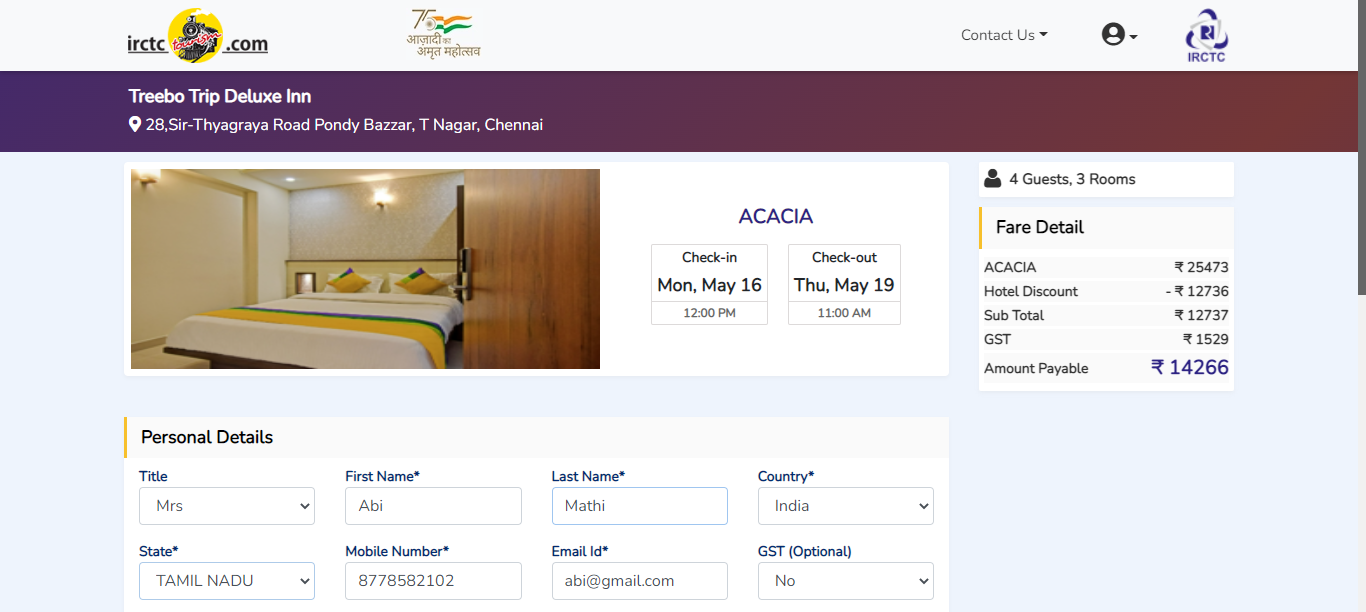 irctc tourism .com
75
आज़ादी का
अमृत महोत्सव
Contact Us
IRCTC
Treebo Trip Deluxe Inn
28,Sir-Thyagraya Road Pondy Bazzar, T Nagar, Chennai
ACACIA
Check-in
Mon, May 16
12:00 PM
Check-out
Thu, May 19
11:00 AM
4 Guests, 3 Rooms
Fare Detail
ACACIA ₹ 25473
Hotel Discount - ₹ 12736
Sub Total ₹ 12737
GST ₹ 1529
Amount Payable ₹ 14266
Personal Details
Title First Name* Last Name* Country*
Mrs Abi Mathi India
State* Mobile Number* Email Id* GST (Optional)
TAMIL NADU 8778582102 abi@gmail.com No